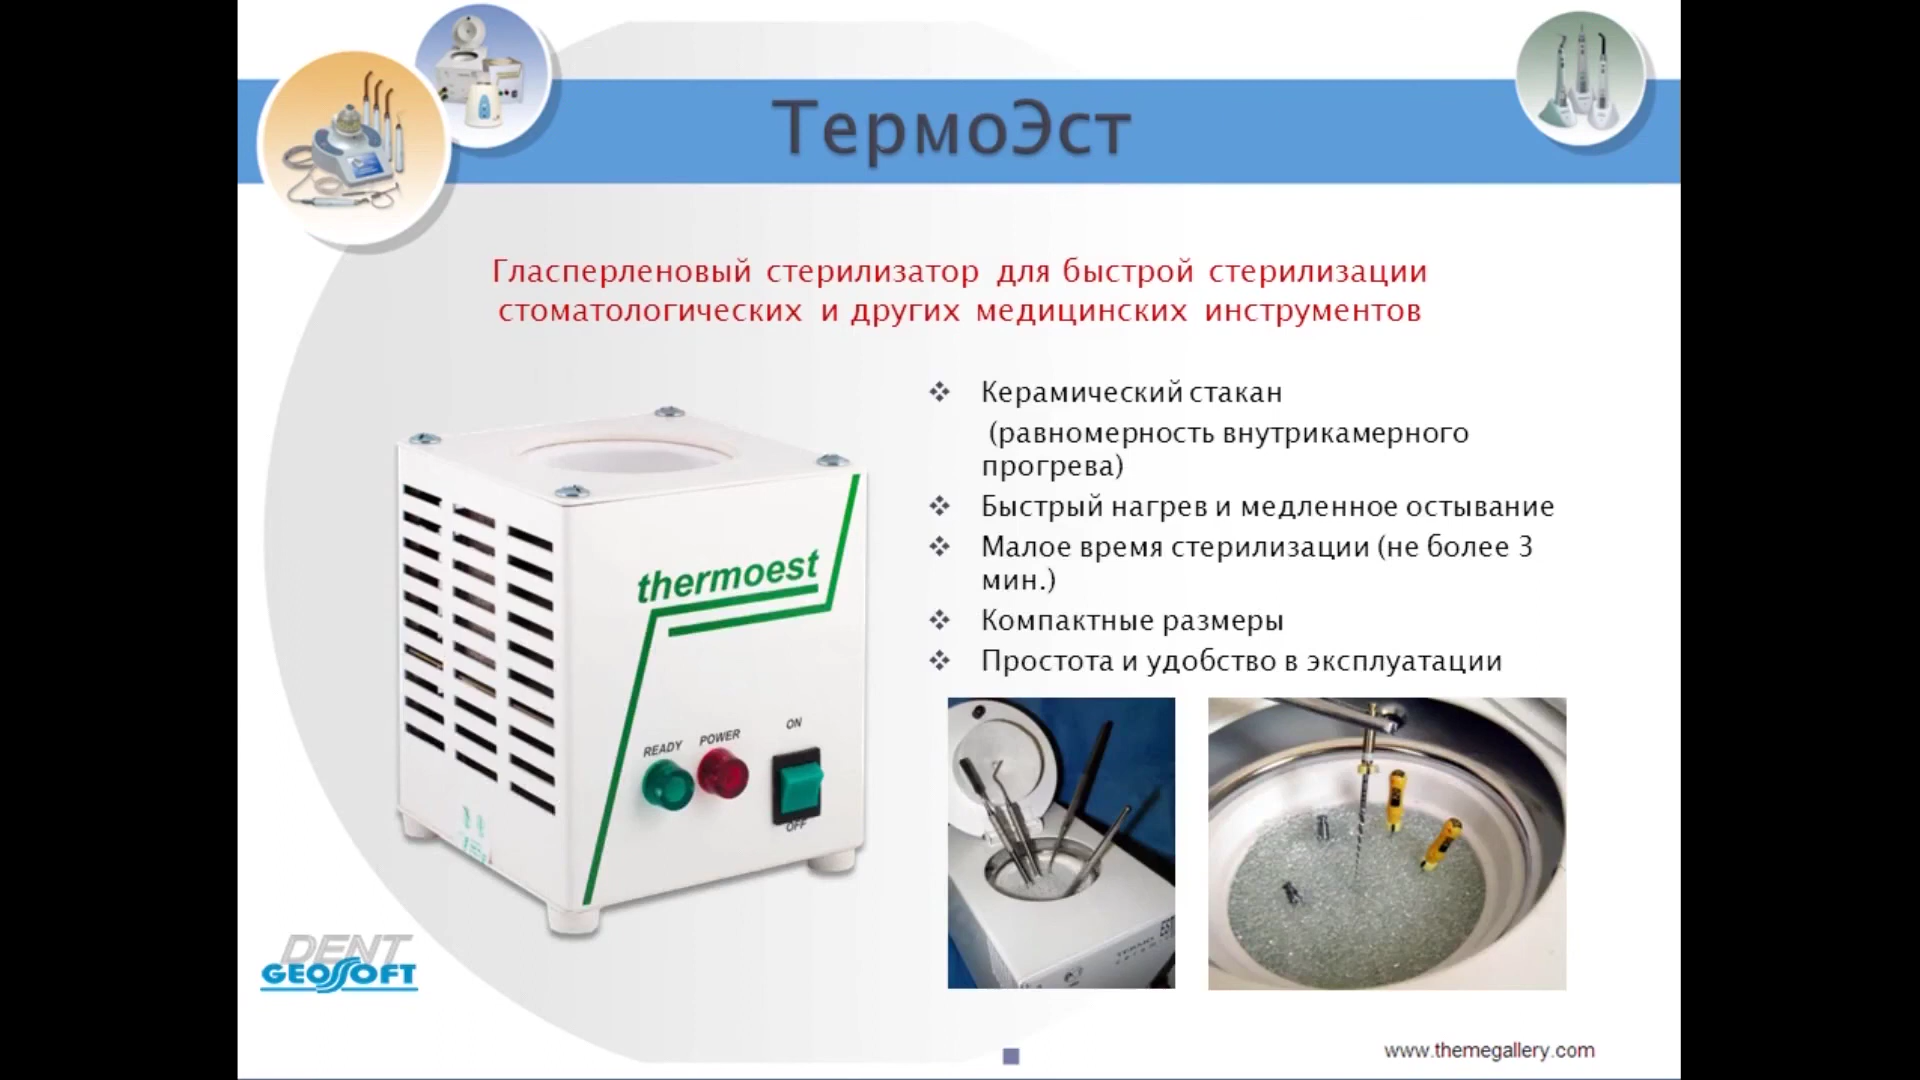 ТермоЭст
Гласперленовый стерилизатор для быстрой стерилизации
стоматологических и других медицинских инструментов
Керамический стакан
(равномерность внутрикамерного
прогрева)
Быстрый нагрев и медленное остывание
Малое время стерилизации (не более 3
мин.)
Компактные размеры
Простота и удобство в эксплуатации
thermoest
READY POWER ON
OFF
DENT
GEOSOFT
www.themegallery.com